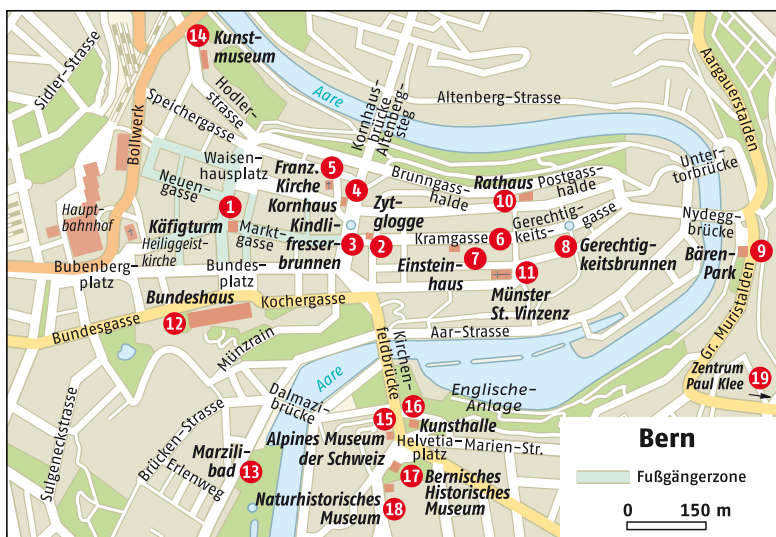 14
Kunst-
museum
Sidler-Strasse
Bollwerk
Hodler-
strasse
Speichergasse
Aare
Kornhaus-
brücke
Altenberg-
steg
Altenberg-Strasse
Aargauerstalden
Unter-
torbrücke
Waisen-
hausplatz
Neuen-
gasse
5
Franz.
Kirche
4
Kornhaus
Brunngass-
halde
Rathaus
10
Postgass-
halde
Haupt-
bahnhof
1
Käfigturm
Heiliggeist-
kirche
Markt-
gasse
Kindli-
fresser-
brunnen
3
Zyt-
glogge
2
Kramgasse
6
Gerechtig-
keits-
gasse
8
Gerechtig-
keitsbrunnen
Nydegg-
brücke
Bären-
Park
9
Bubenberg-
platz
Bundes-
platz
Einstein-
haus
7
11
Münster
St. Vinzenz
Bundeshaus
12
Kochergasse
Bundesgasse
Münzrain
Aar-Strasse
Gr. Muristalden
Kirchen-
feldbrücke
Aare
Dalmazi-
brücke
Englische-
Anlage
Zentrum
Paul Klee
19
Sulgeneckstrasse
Brücken-Strasse
Erlenweg
Marzili-
bad
13
15
Alpines Museum
der Schweiz
16
Kunsthalle
Helvetia-
platz
Marien-Str.
17
Bernisches
Historisches
Museum
Naturhistorisches
Museum
18
Bern
Fußgängerzone
0
150 m